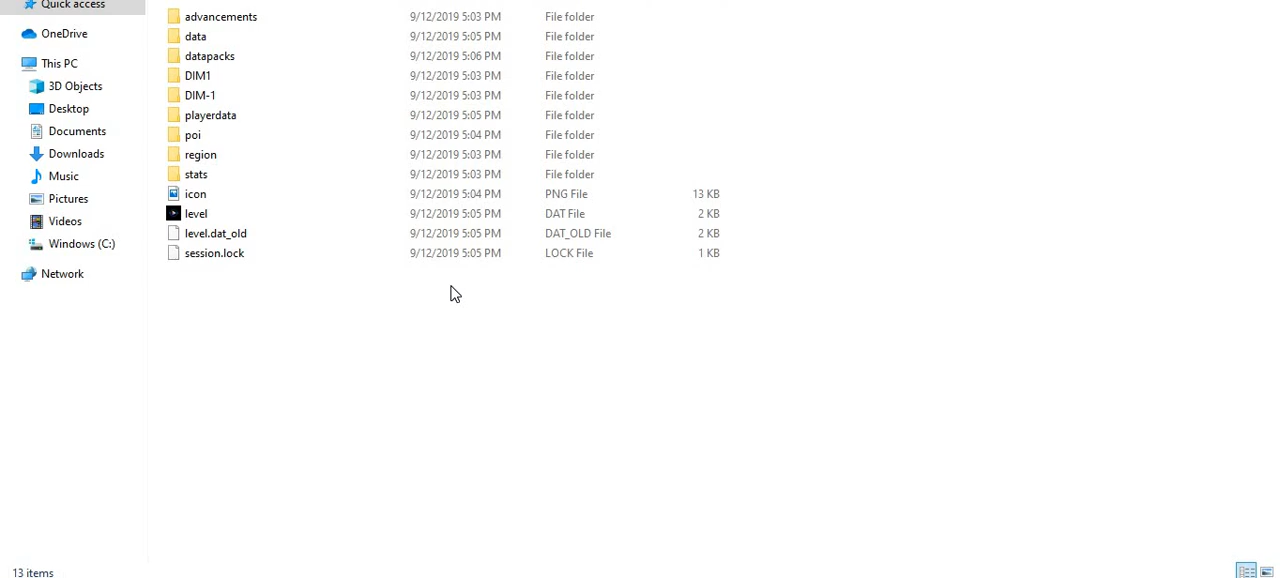 Quick access
OneDrive
This PC
3D Objects
Desktop
Documents
Downloads
Music
Pictures
Videos
Windows (C:)
Network
advancements 9/12/2019 5:03 PM File folder
data 9/12/2019 5:05 PM File folder
datapacks 9/12/2019 5:06 PM File folder
DIM1 9/12/2019 5:03 PM File folder
DIM-1 9/12/2019 5:03 PM File folder
playerdata 9/12/2019 5:05 PM File folder
poi 9/12/2019 5:04 PM File folder
region 9/12/2019 5:03 PM File folder
stats 9/12/2019 5:03 PM File folder
icon 9/12/2019 5:04 PM PNG File 13 KB
level 9/12/2019 5:05 PM DAT File 2 KB
level.dat_old 9/12/2019 5:05 PM DAT_OLD File 2 KB
session.lock 9/12/2019 5:05 PM LOCK File 1 KB
13 items